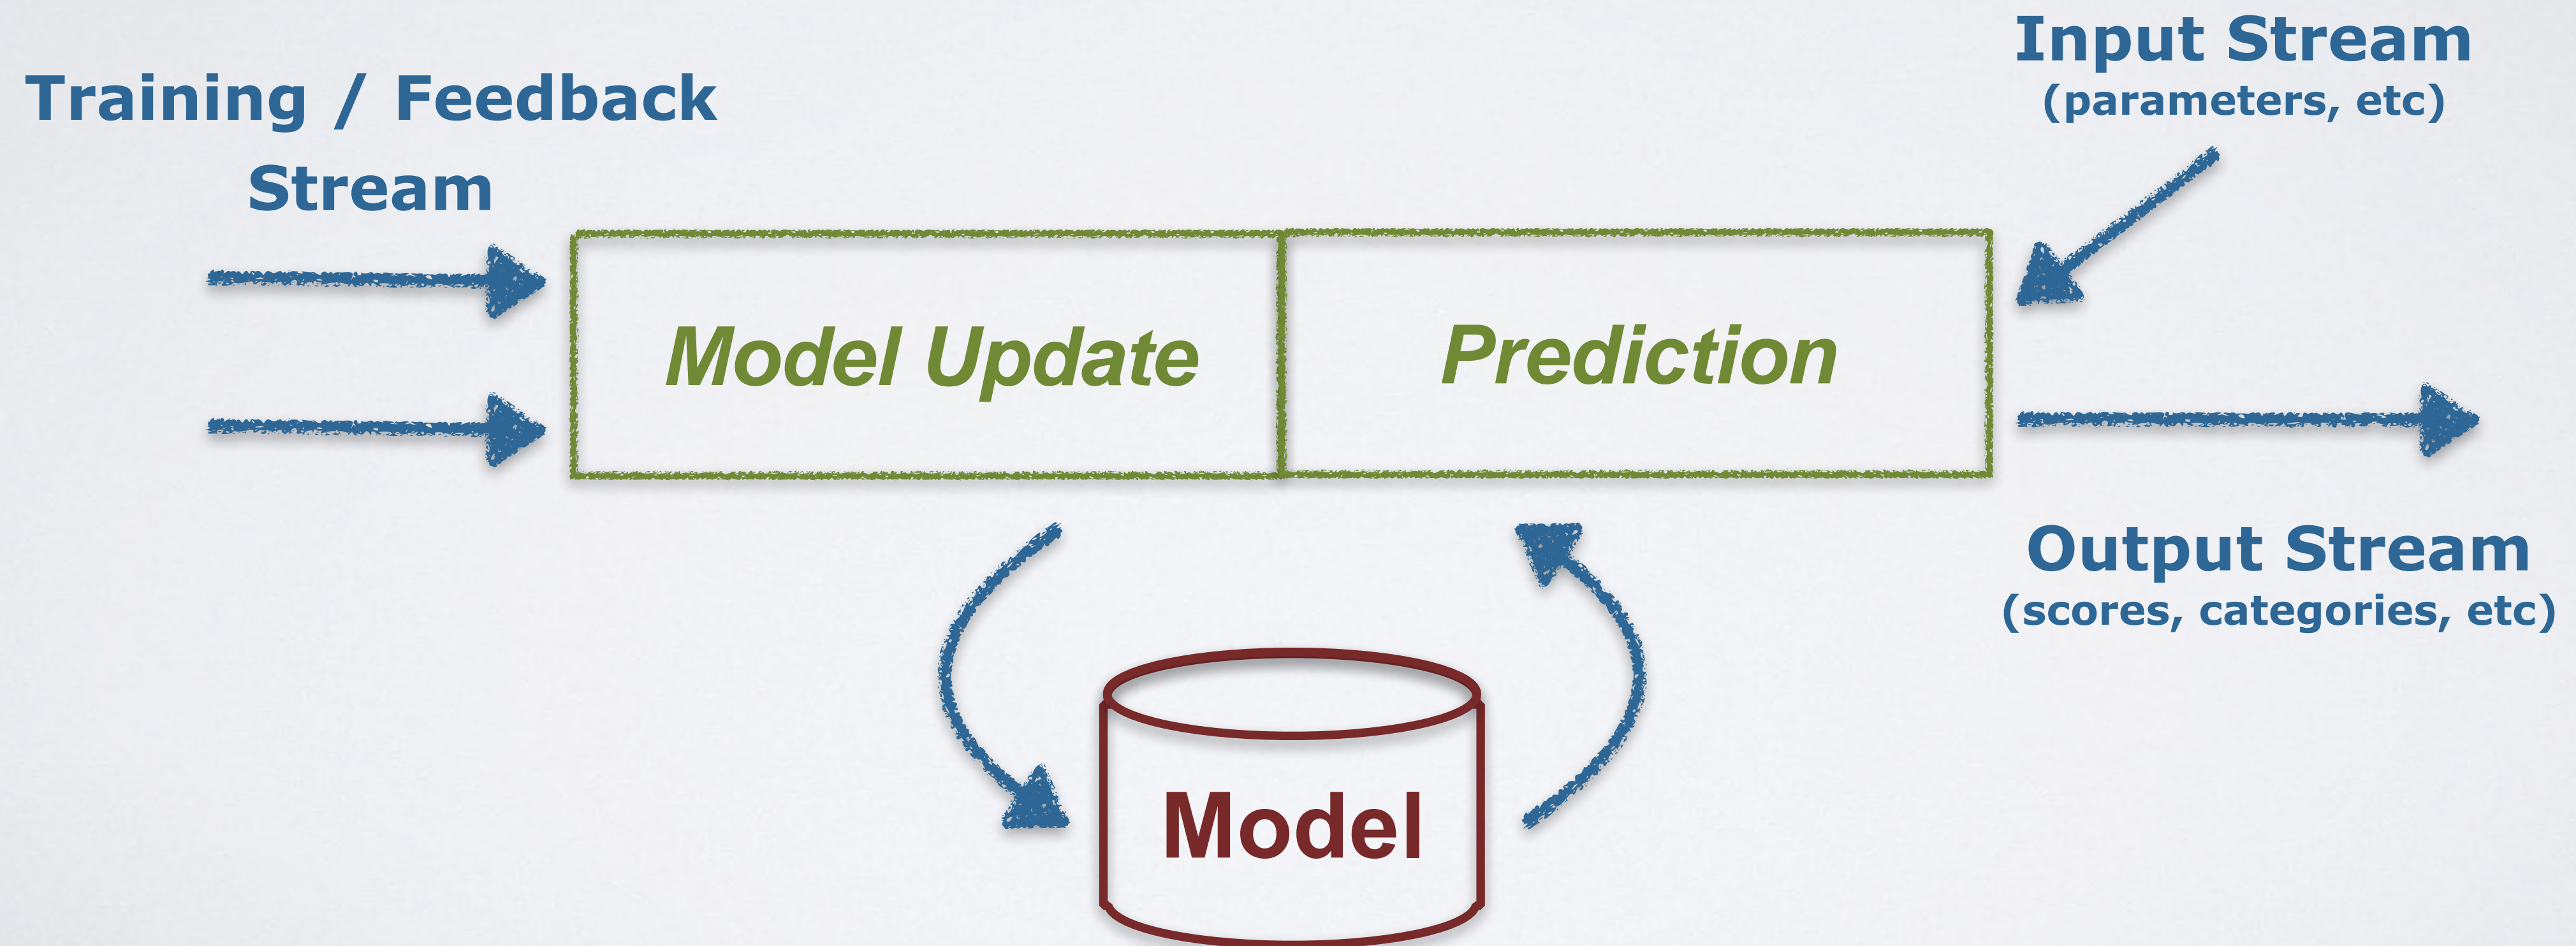 Training / Feedback
Stream
Input Stream
(parameters, etc)
Model Update
Prediction
Output Stream
(scores, categories, etc)
Model